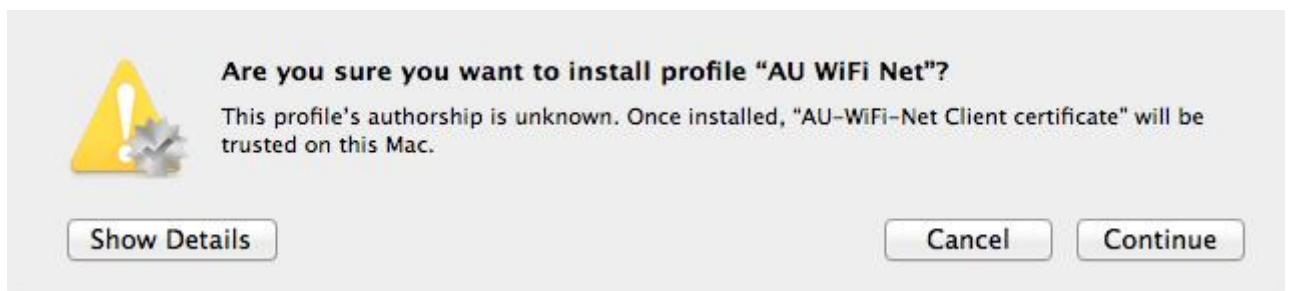 Are you sure you want to install profile “AU WiFi Net”?
This profile’s authorship is unknown. Once installed, “AU-WiFi-Net Client certificate” will be
trusted on this Mac.
Show Details
Cancel
Continue